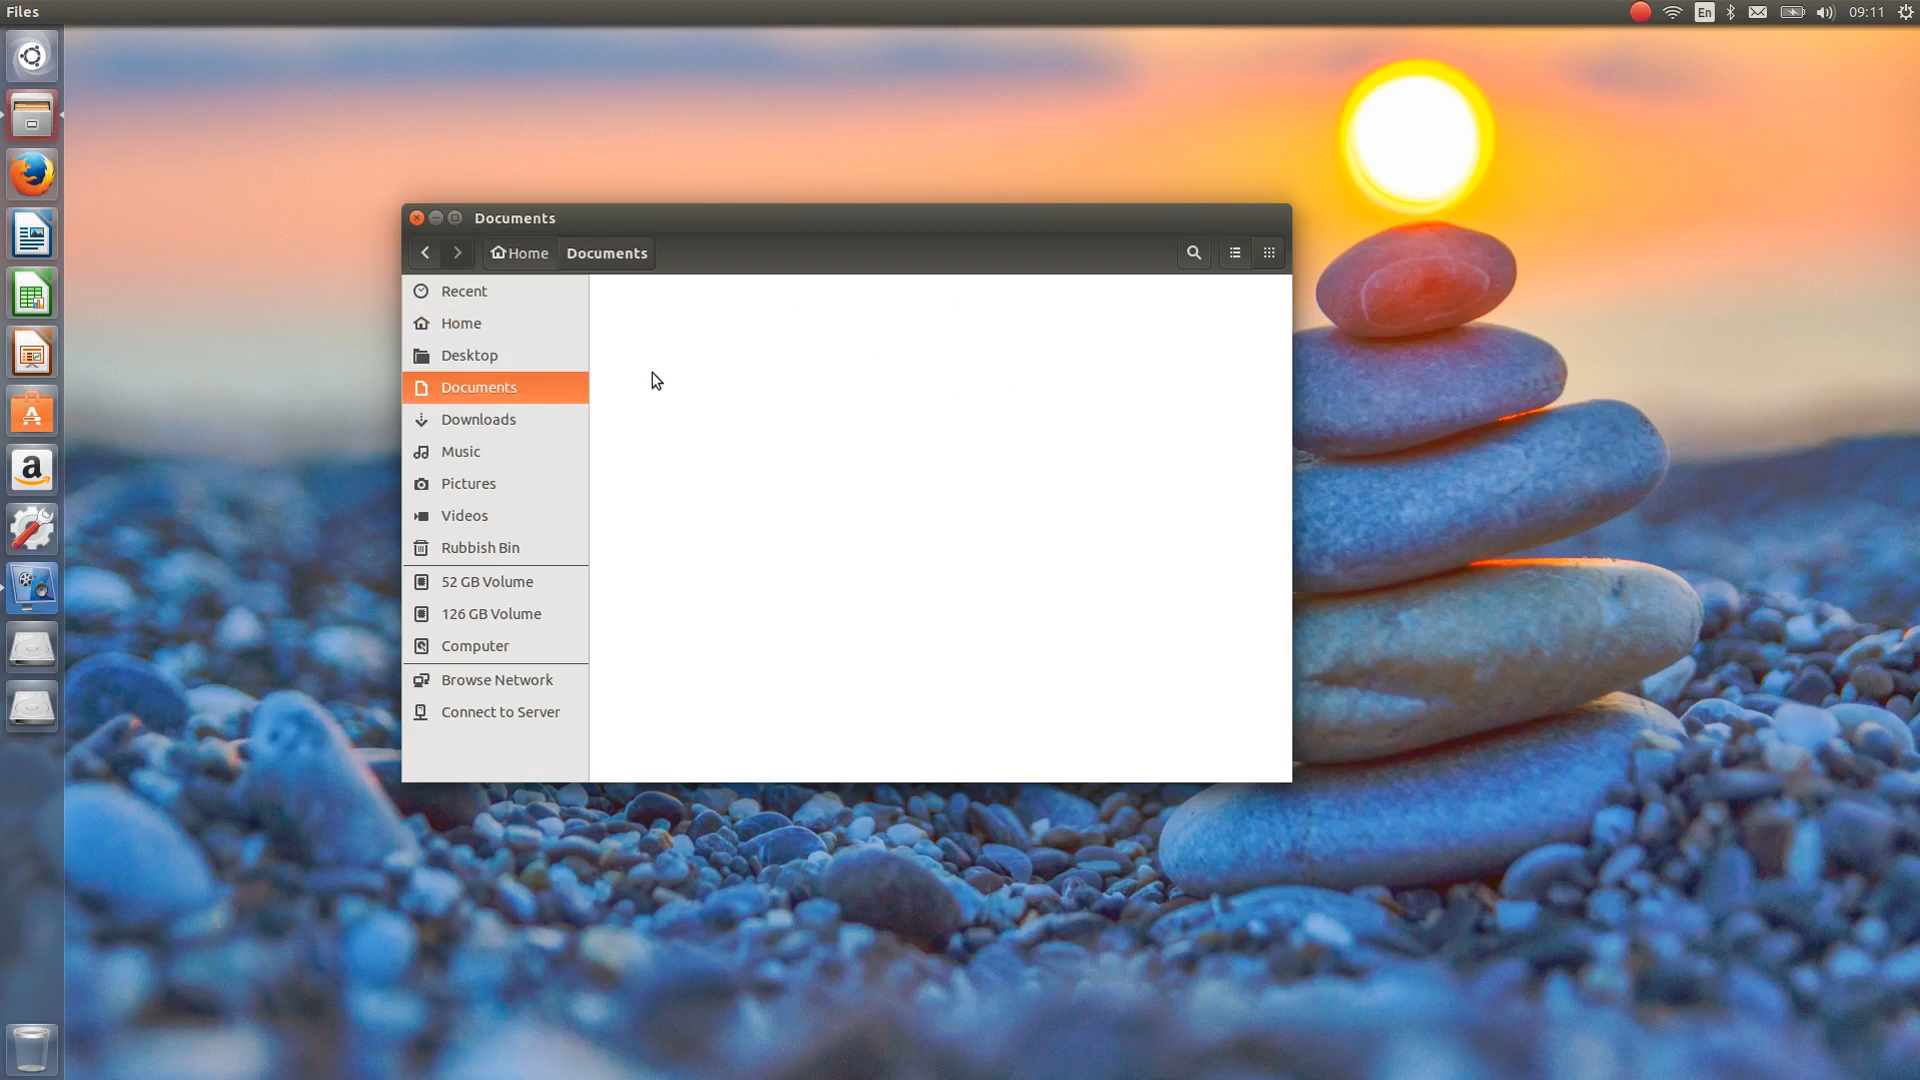 Files
En
09:11
Documents
Home
Documents
Recent
Home
Desktop
Documents
Downloads
Music
Pictures
Videos
Rubbish Bin
52 GB Volume
126 GB Volume
Computer
Browse Network
Connect to Server
A
a